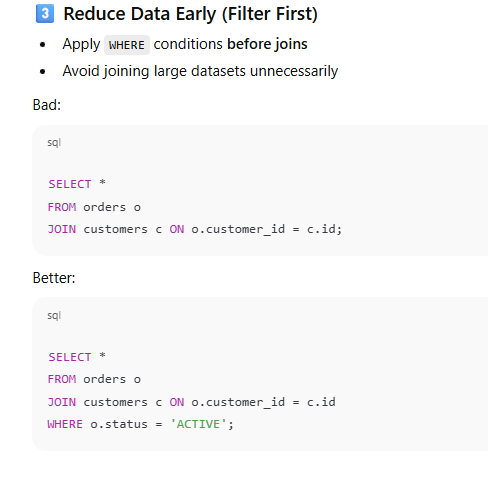 3 Reduce Data Early (Filter First)
• Apply WHERE conditions before joins
• Avoid joining large datasets unnecessarily
Bad:
sql
SELECT *
FROM orders o
JOIN customers c ON o.customer_id = c.id;
Better:
sql
SELECT *
FROM orders o
JOIN customers c ON o.customer_id = c.id
WHERE o.status = 'ACTIVE';